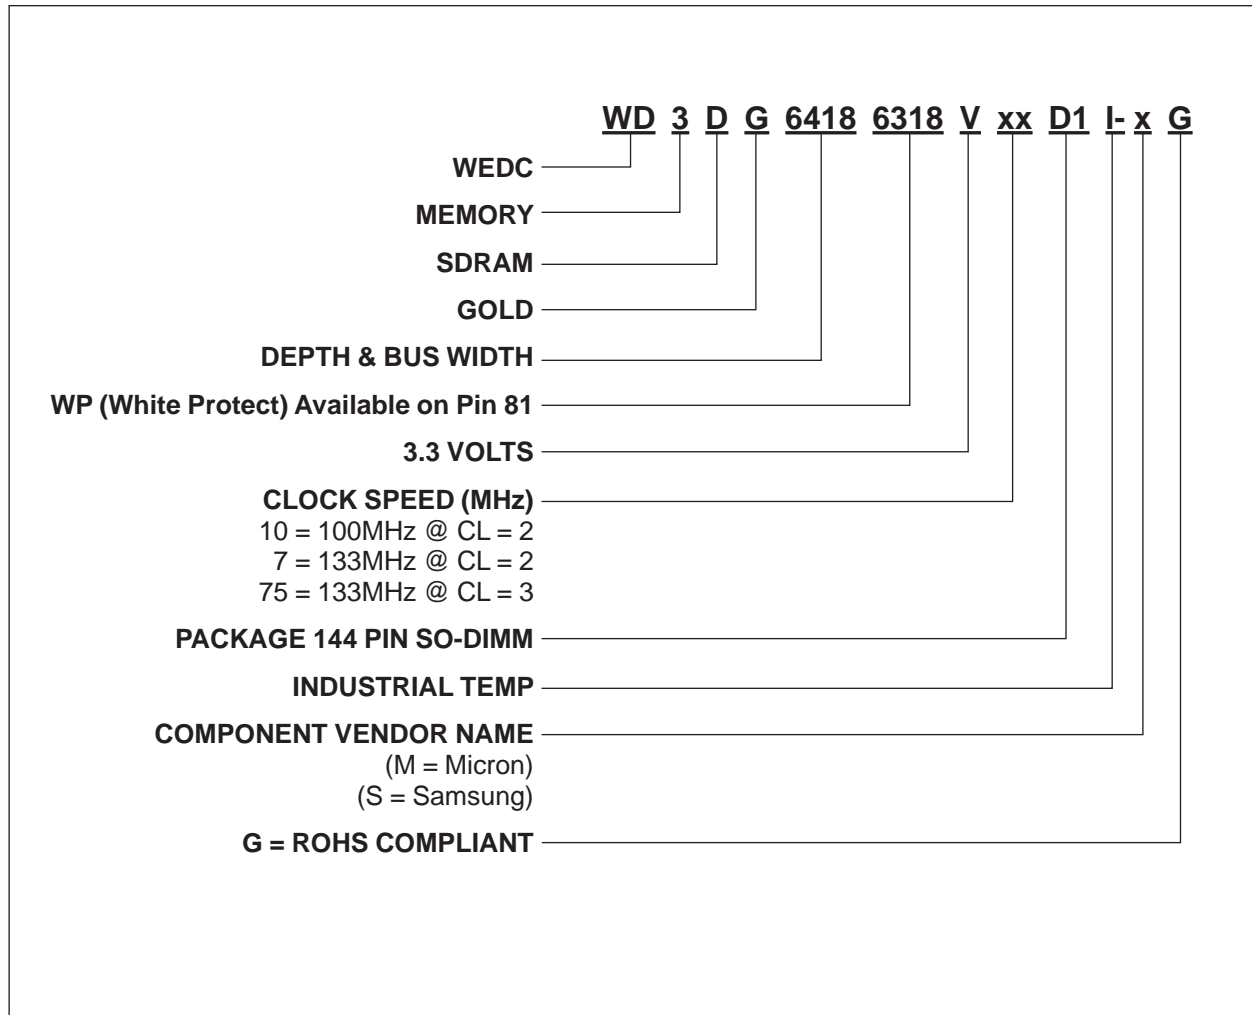 WD 3 D G 6418 6318 V xx D1 I- x G
WEDC
MEMORY
SDRAM
GOLD
DEPTH & BUS WIDTH
WP (White Protect) Available on Pin 81
3.3 VOLTS
CLOCK SPEED (MHz)
10 = 100MHz @ CL = 2
7 = 133MHz @ CL = 2
75 = 133MHz @ CL = 3
PACKAGE 144 PIN SO-DIMM
INDUSTRIAL TEMP
COMPONENT VENDOR NAME
(M = Micron)
(S = Samsung)
G = ROHS COMPLIANT